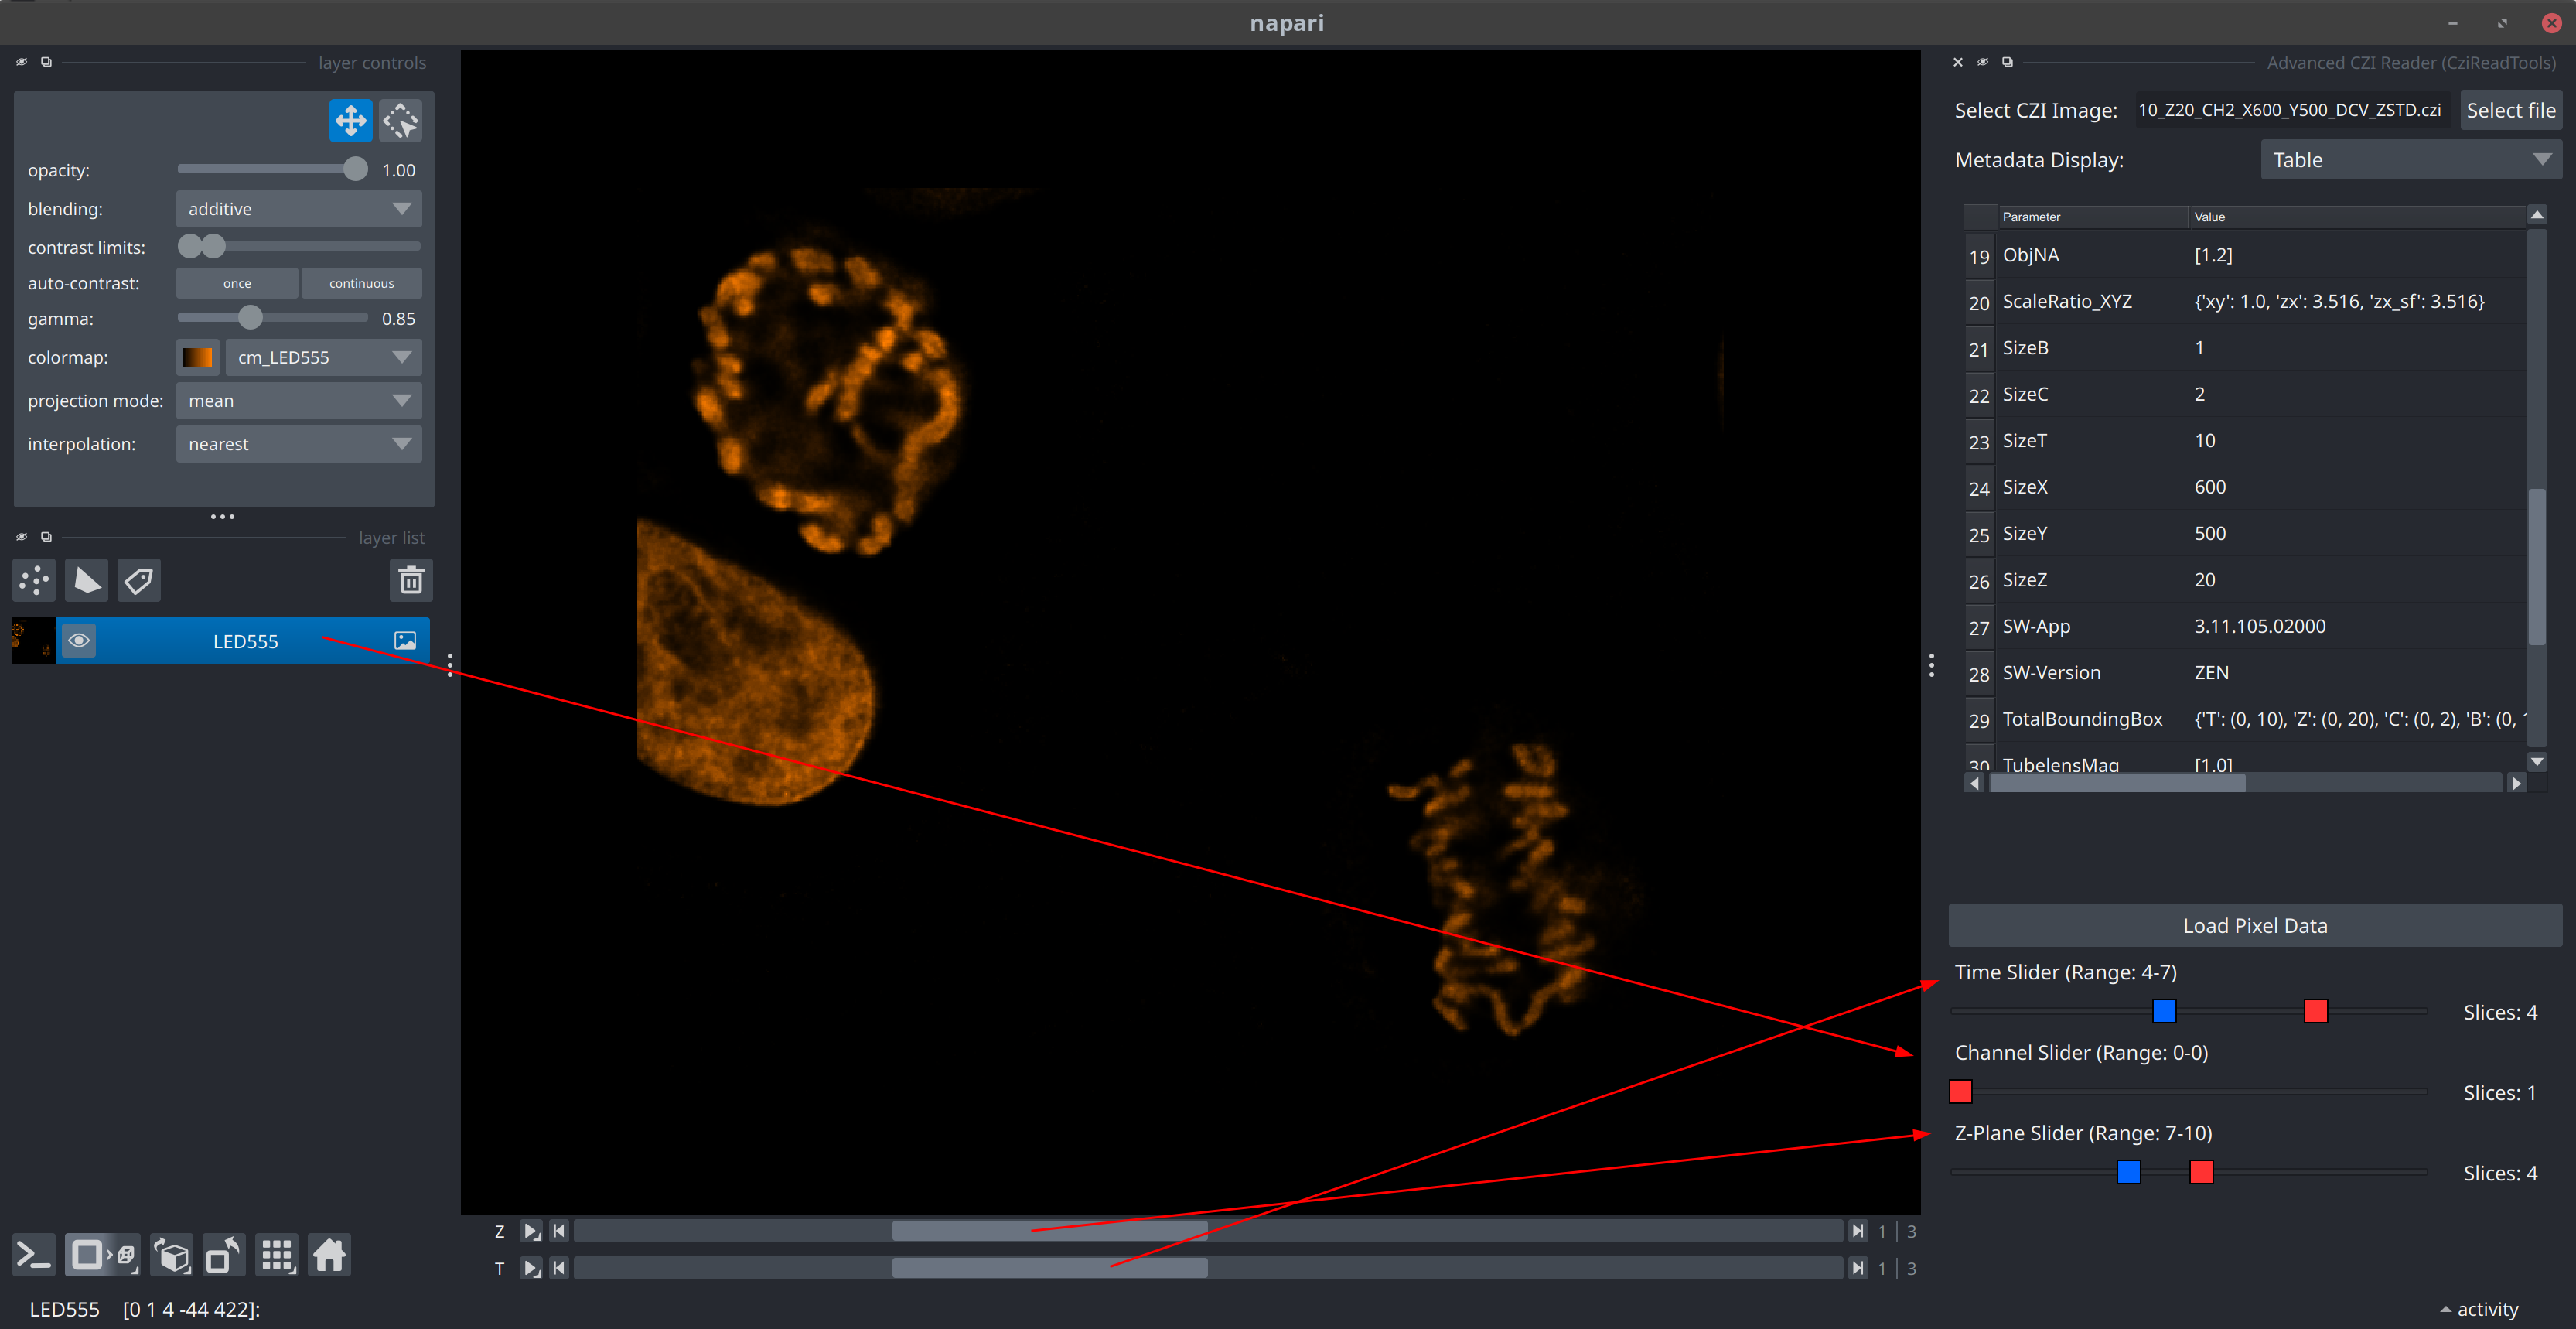 napari
layer controls
opacity: 1.00
blending: additive
contrast limits:
auto-contrast: once continuous
gamma: 0.85
colormap: cm_LED555
projection mode: mean
interpolation: nearest
layer list
LED555
Z 1 | 3
T 1 | 3
LED555 [0 1 4 -44 422]:
Advanced CZI Reader (CziReadTools)
Select CZI Image: 10_Z20_CH2_X600_Y500_DCV_ZSTD.czi Select file
Metadata Display: Table
Parameter Value
19 ObjNA [1.2]
20 ScaleRatio_XYZ {'xy': 1.0, 'zx': 3.516, 'zx_sf': 3.516}
21 SizeB 1
22 SizeC 2
23 SizeT 10
24 SizeX 600
25 SizeY 500
26 SizeZ 20
27 SW-App 3.11.105.02000
28 SW-Version ZEN
29 TotalBoundingBox {'T': (0, 10), 'Z': (0, 20), 'C': (0, 2), 'B': (0, 1
30 TubelensMag [1.0]
Load Pixel Data
Time Slider (Range: 4-7)
Slices: 4
Channel Slider (Range: 0-0)
Slices: 1
Z-Plane Slider (Range: 7-10)
Slices: 4
activity